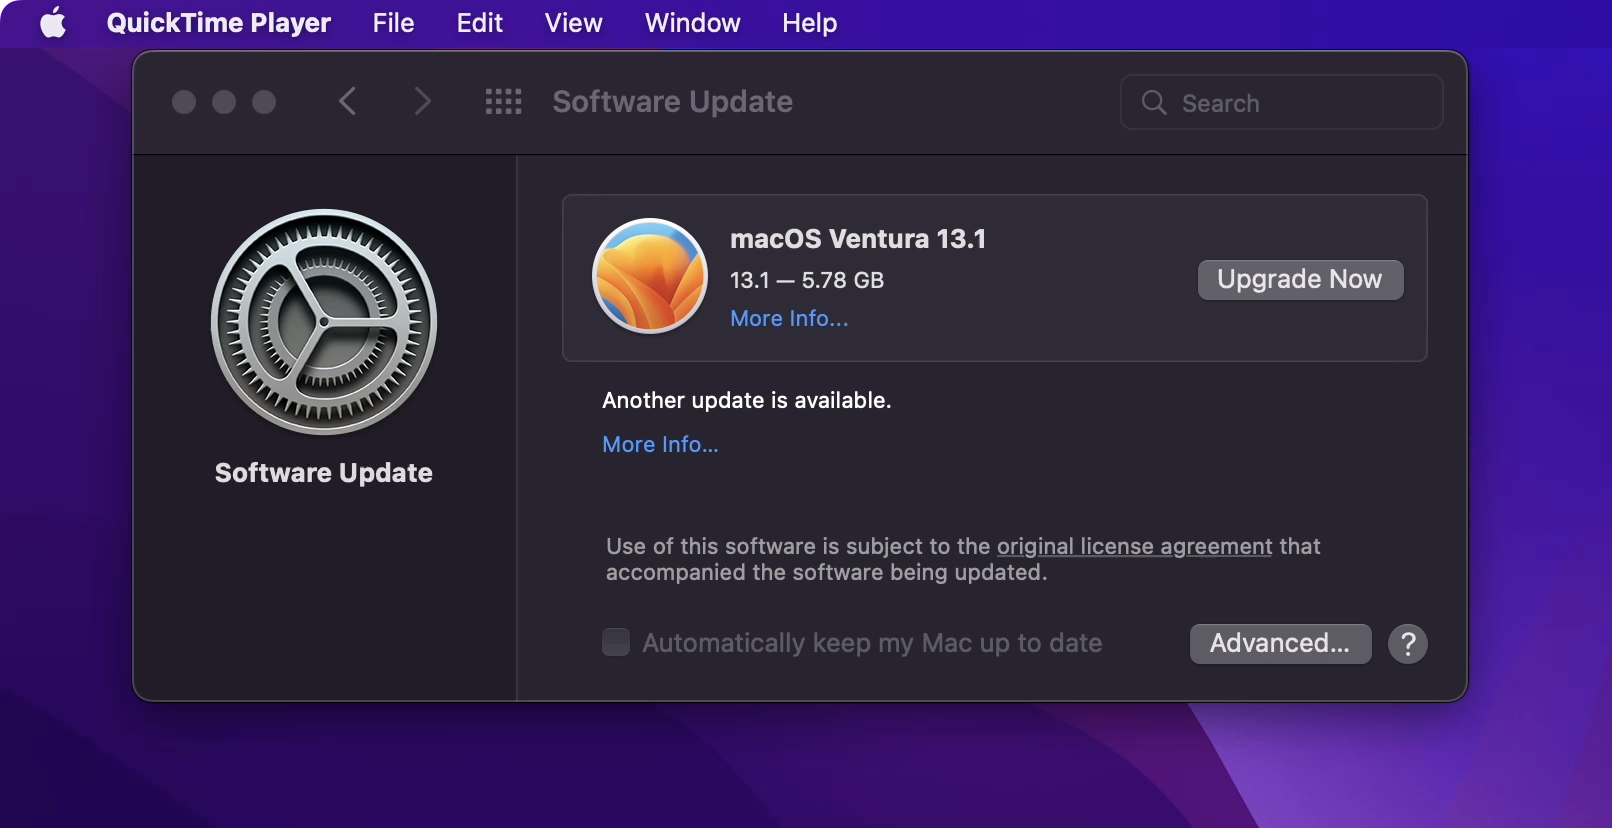 QuickTime Player File Edit View Window Help
Software Update
Search
Software Update
macOS Ventura 13.1
13.1 — 5.78 GB
More Info...
Upgrade Now
Another update is available.
More Info...
Use of this software is subject to the original license agreement that
accompanied the software being updated.
Automatically keep my Mac up to date
Advanced...
?